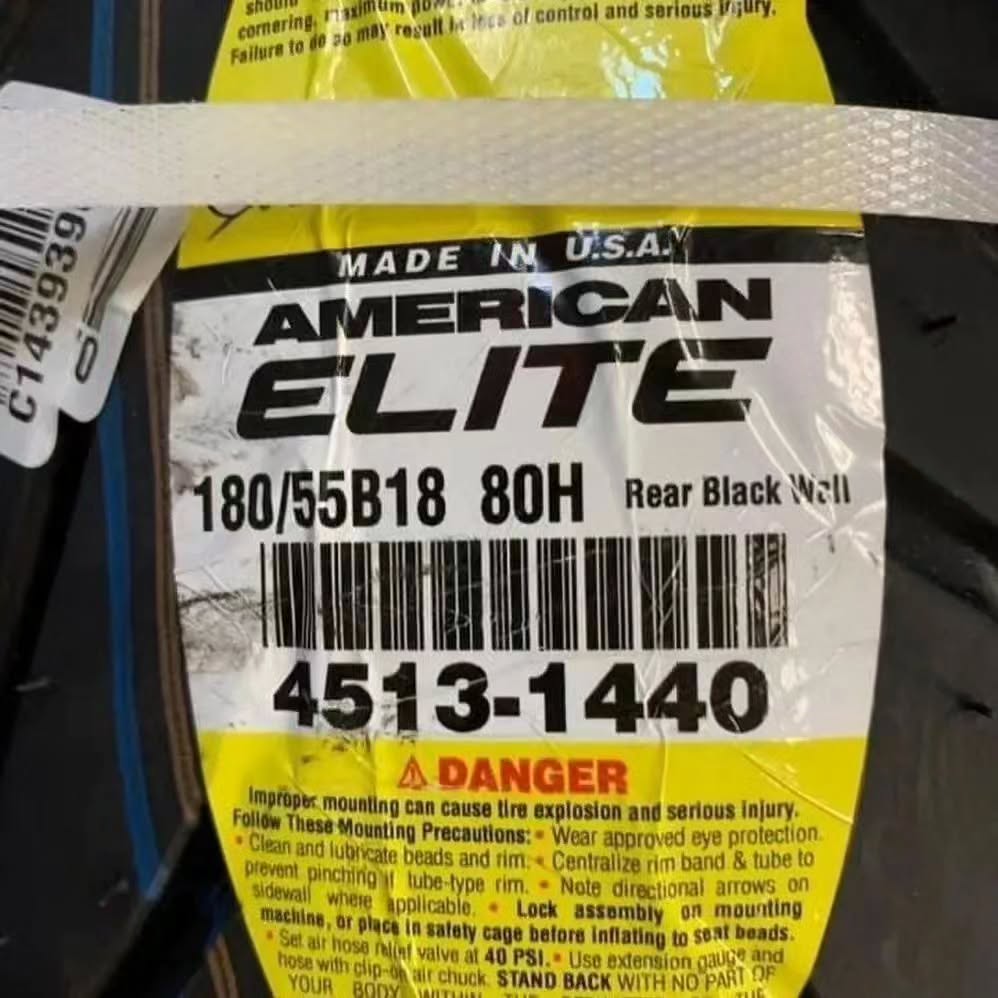 should
cornering. maximum
Failure to do so may result in loss of control and serious injury.
MADE IN U.S.A.
AMERICAN
ELITE
180/55B18 80H Rear Black Wall
4513-1440
C143939
⚠ DANGER
Improper mounting can cause tire explosion and serious injury.
Follow These Mounting Precautions: • Wear approved eye protection.
• Clean and lubricate beads and rim. • Centralize rim band & tube to
prevent pinching if tube-type rim. • Note directional arrows on
sidewall where applicable. • Lock assembly on mounting
machine, or place in safety cage before inflating to seat beads.
• Set air hose relief valve at 40 PSI. • Use extension gauge and
hose with clip-on air chuck. STAND BACK WITH NO PART OF
YOUR BODY WITHIN THE THE